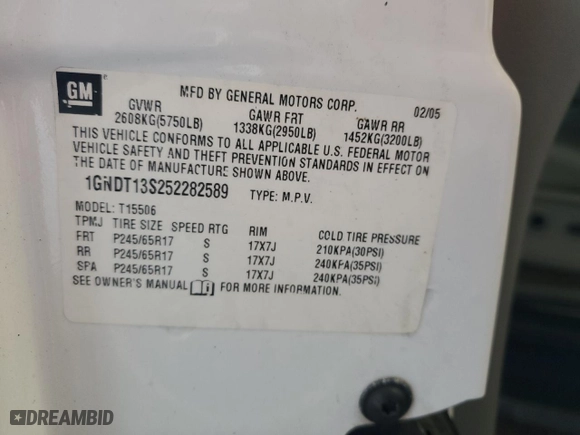 GM
MFD BY GENERAL MOTORS CORP. 02/05
GVWR GAWR FRT GAWR RR
2608KG(5750LB) 1338KG(2950LB) 1452KG(3200LB)
THIS VEHICLE CONFORMS TO ALL APPLICABLE U.S. FEDERAL MOTOR
VEHICLE SAFETY AND THEFT PREVENTION STANDARDS IN EFFECT ON
THE DATE OF MANUFACTURE SHOWN ABOVE.
1GNDT13S252282589 TYPE: M.P.V.
MODEL: T15506
TPMJ TIRE SIZE SPEED RTG RIM COLD TIRE PRESSURE
FRT P245/65R17 S 17X7J 210KPA(30PSI)
RR P245/65R17 S 17X7J 240KPA(35PSI)
SPA P245/65R17 S 17X7J 240KPA(35PSI)
SEE OWNER'S MANUAL FOR MORE INFORMATION.
DREAMBID